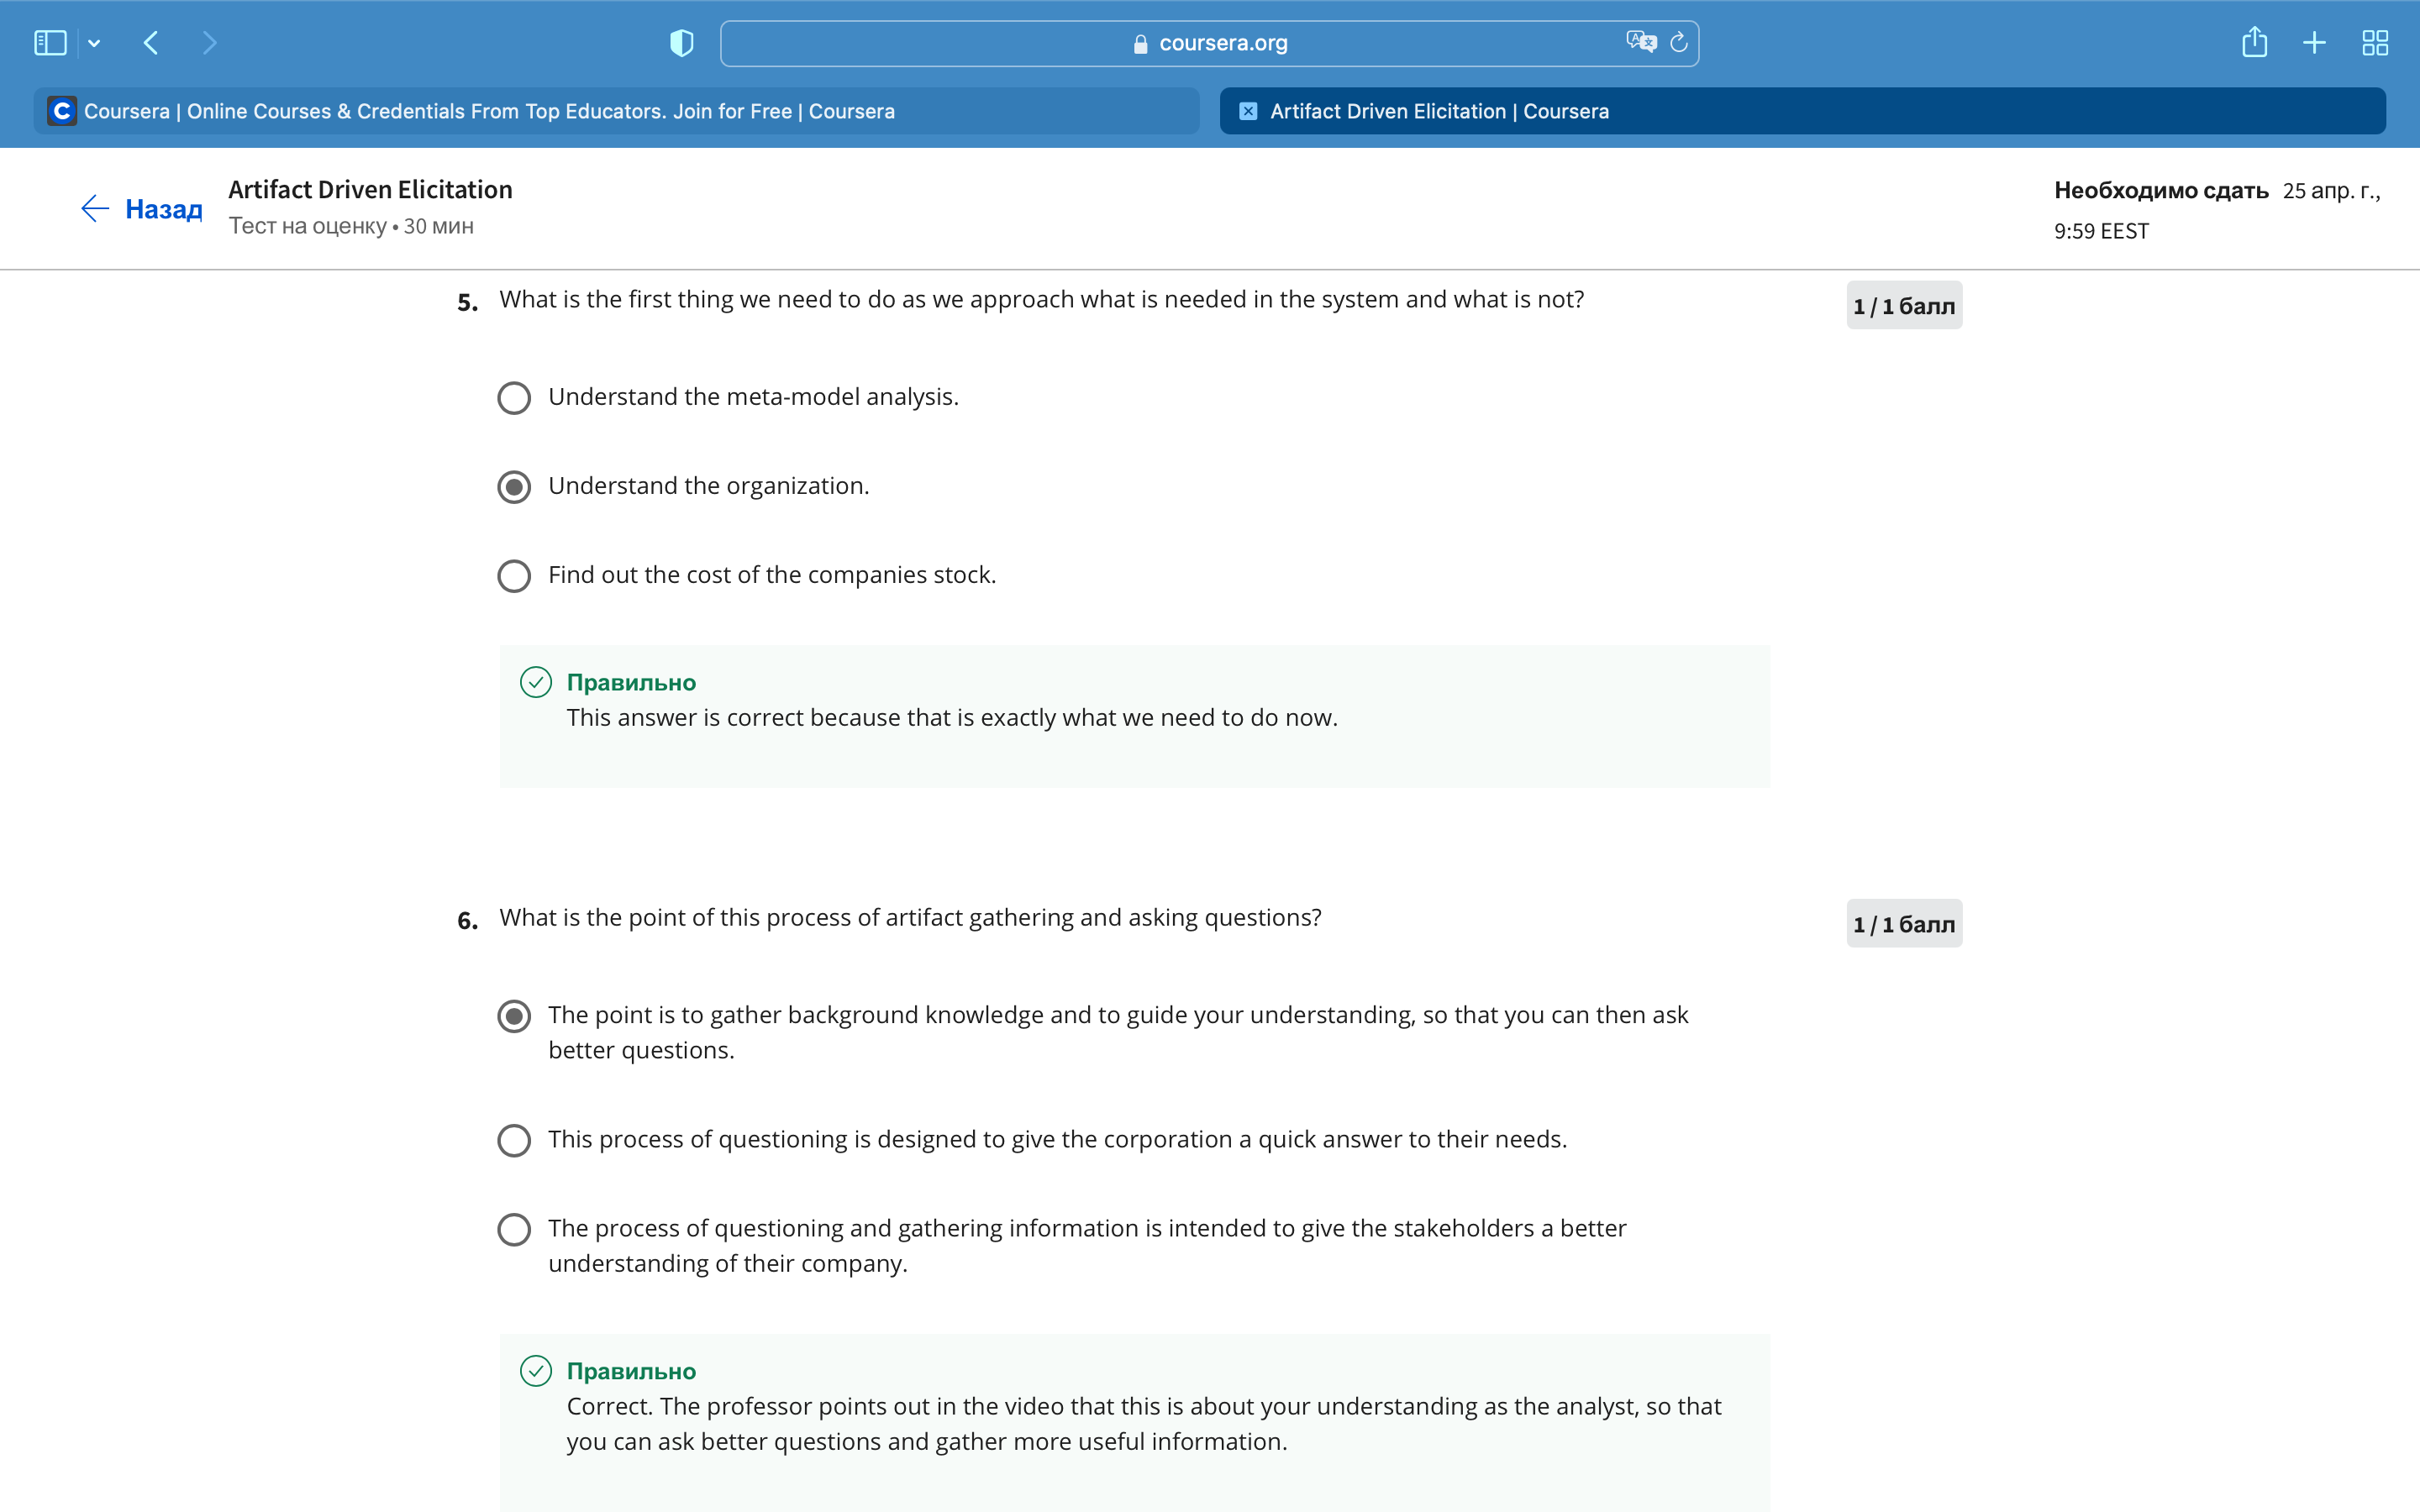 coursera.org
Coursera | Online Courses & Credentials From Top Educators. Join for Free | Coursera
Artifact Driven Elicitation | Coursera
Назад
Artifact Driven Elicitation
Тест на оценку • 30 мин
Необходимо сдать 25 апр. г.,
9:59 EEST
5. What is the first thing we need to do as we approach what is needed in the system and what is not?
1 / 1 балл
Understand the meta-model analysis.
Understand the organization.
Find out the cost of the companies stock.
Правильно
This answer is correct because that is exactly what we need to do now.
6. What is the point of this process of artifact gathering and asking questions?
1 / 1 балл
The point is to gather background knowledge and to guide your understanding, so that you can then ask
better questions.
This process of questioning is designed to give the corporation a quick answer to their needs.
The process of questioning and gathering information is intended to give the stakeholders a better
understanding of their company.
Правильно
Correct. The professor points out in the video that this is about your understanding as the analyst, so that
you can ask better questions and gather more useful information.